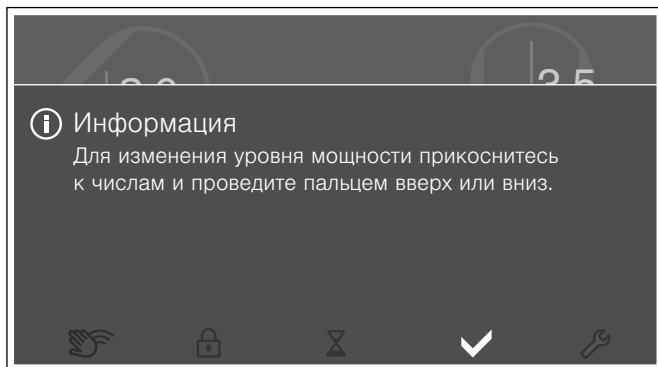 Информация
Для изменения уровня мощности прикоснитесь
к числам и проведите пальцем вверх или вниз.